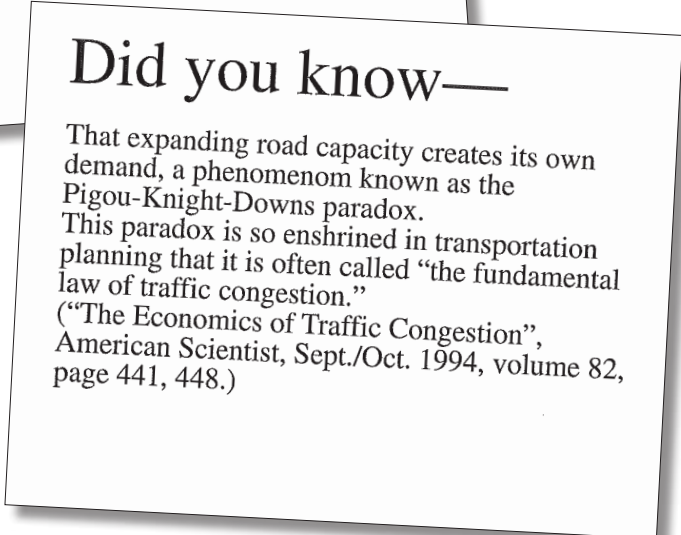 Did you know—
That expanding road capacity creates its own
demand, a phenomenom known as the
Pigou-Knight-Downs paradox.
This paradox is so enshrined in transportation
planning that it is often called “the fundamental
law of traffic congestion.”
(“The Economics of Traffic Congestion”,
American Scientist, Sept./Oct. 1994, volume 82,
page 441, 448.)